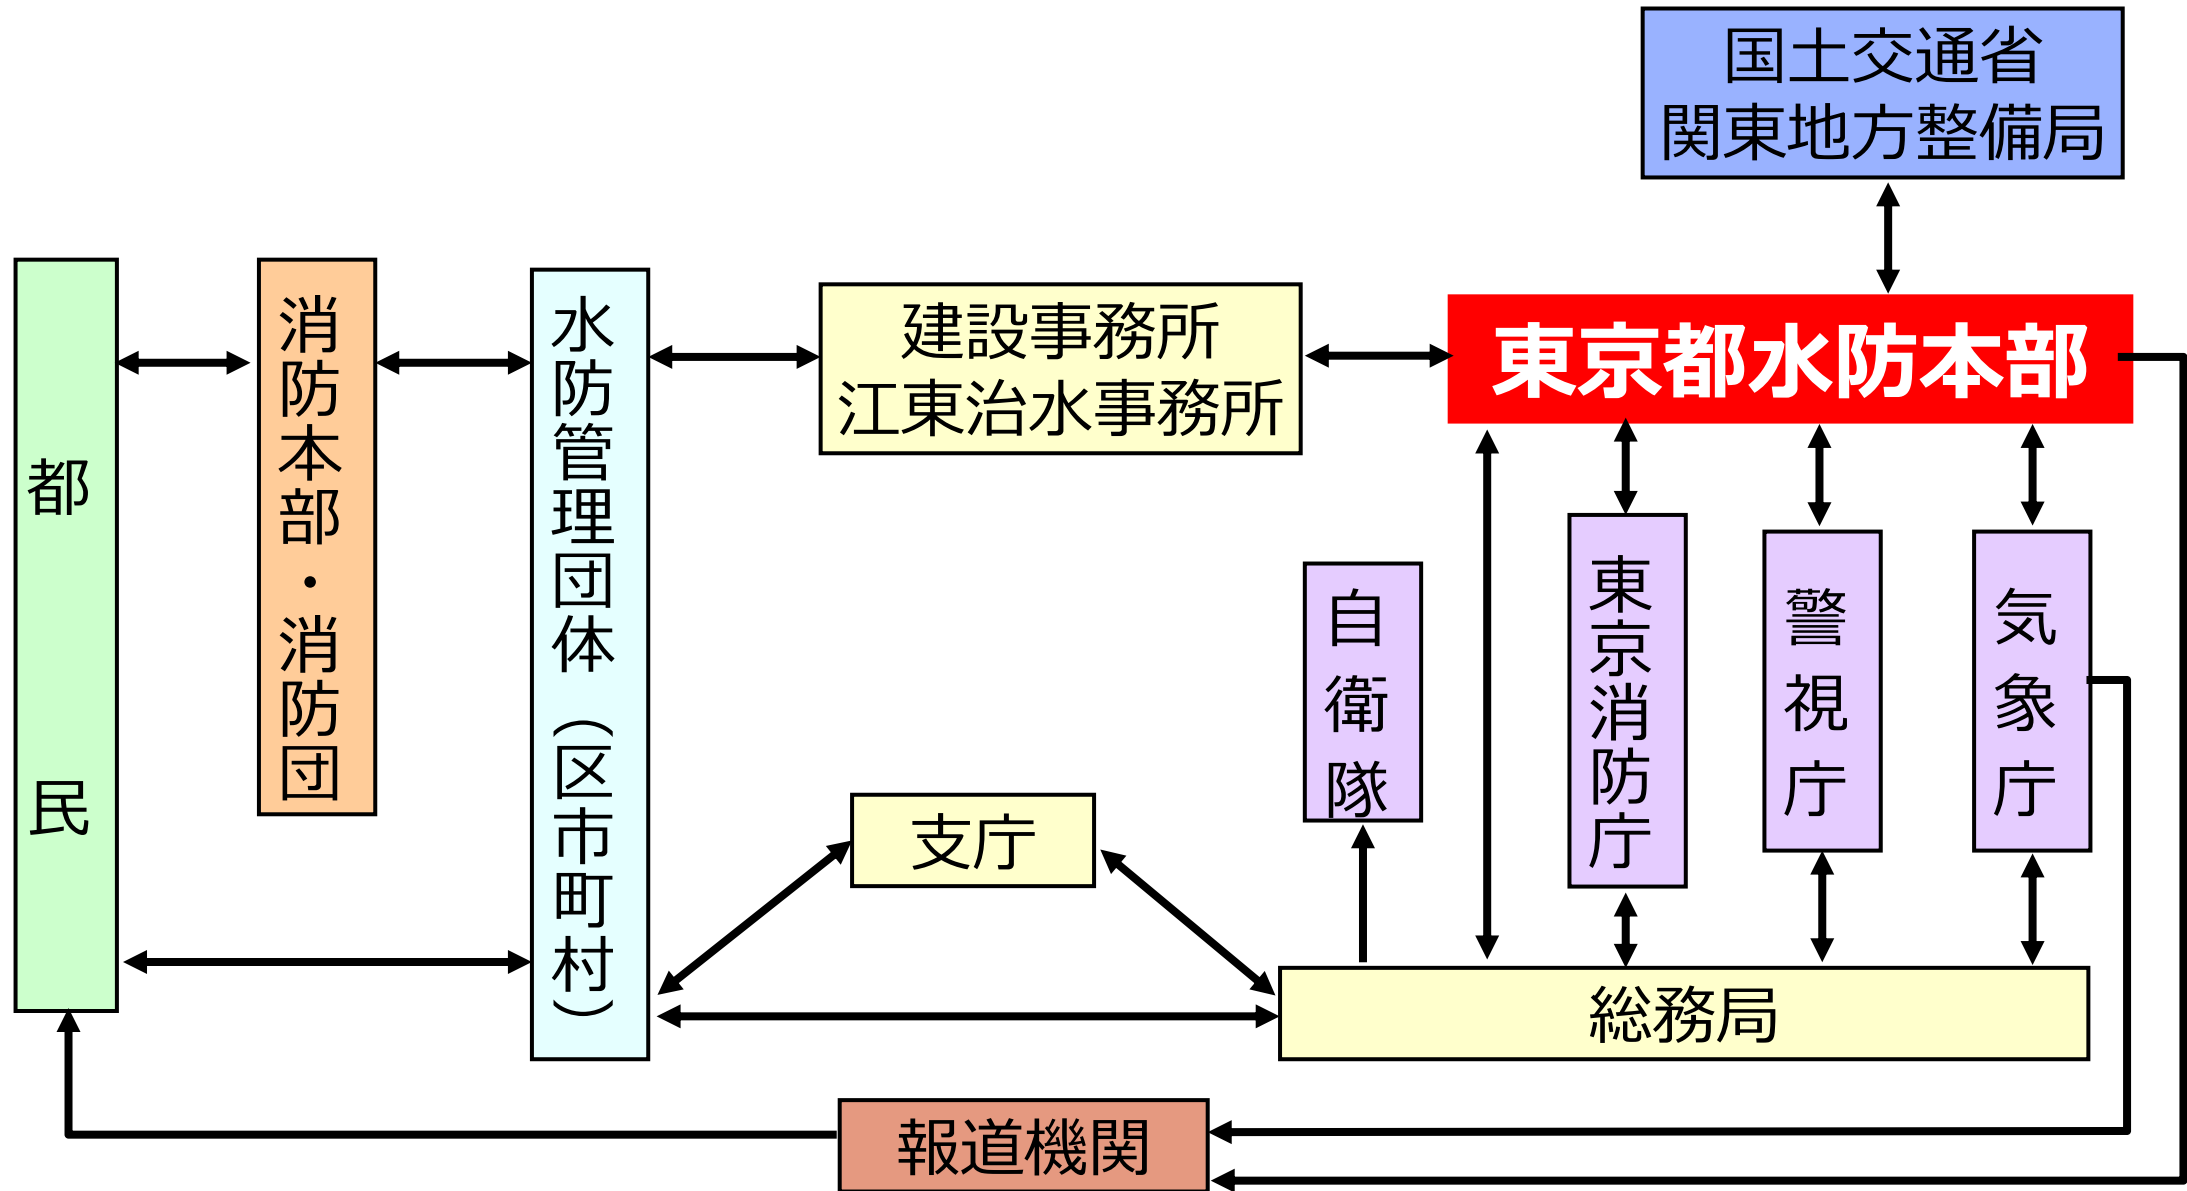 国土交通省
関東地方整備局
都民
消防本部・消防団
水防管理団体（区市町村）
建設事務所
江東治水事務所
東京都水防本部
自衛隊
東京消防庁
警視庁
気象庁
支庁
総務局
報道機関